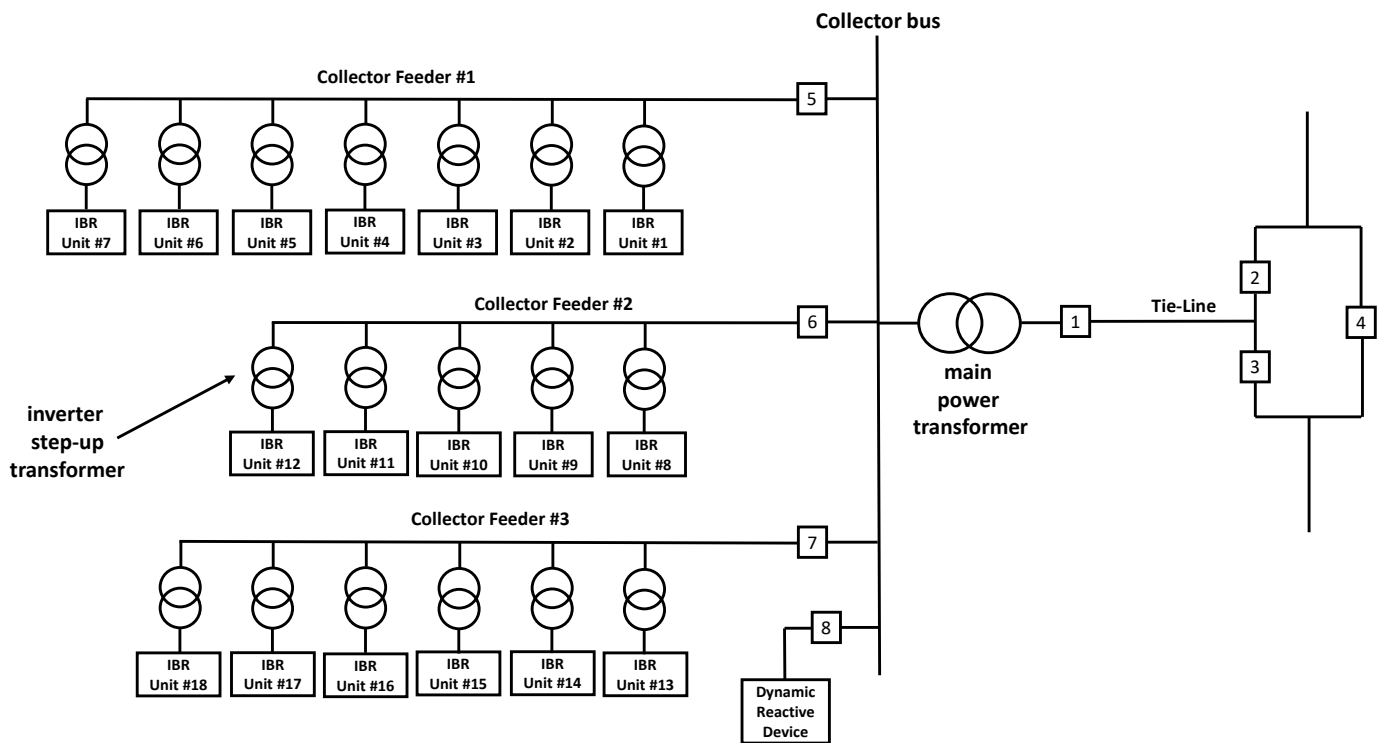 Collector bus
Collector Feeder #1
5
IBR
Unit #7
IBR
Unit #6
IBR
Unit #5
IBR
Unit #4
IBR
Unit #3
IBR
Unit #2
IBR
Unit #1
Collector Feeder #2
6
1
Tie-Line
2
3
4
main
power
transformer
inverter
step-up
transformer
IBR
Unit #12
IBR
Unit #11
IBR
Unit #10
IBR
Unit #9
IBR
Unit #8
Collector Feeder #3
7
8
IBR
Unit #18
IBR
Unit #17
IBR
Unit #16
IBR
Unit #15
IBR
Unit #14
IBR
Unit #13
Dynamic
Reactive
Device